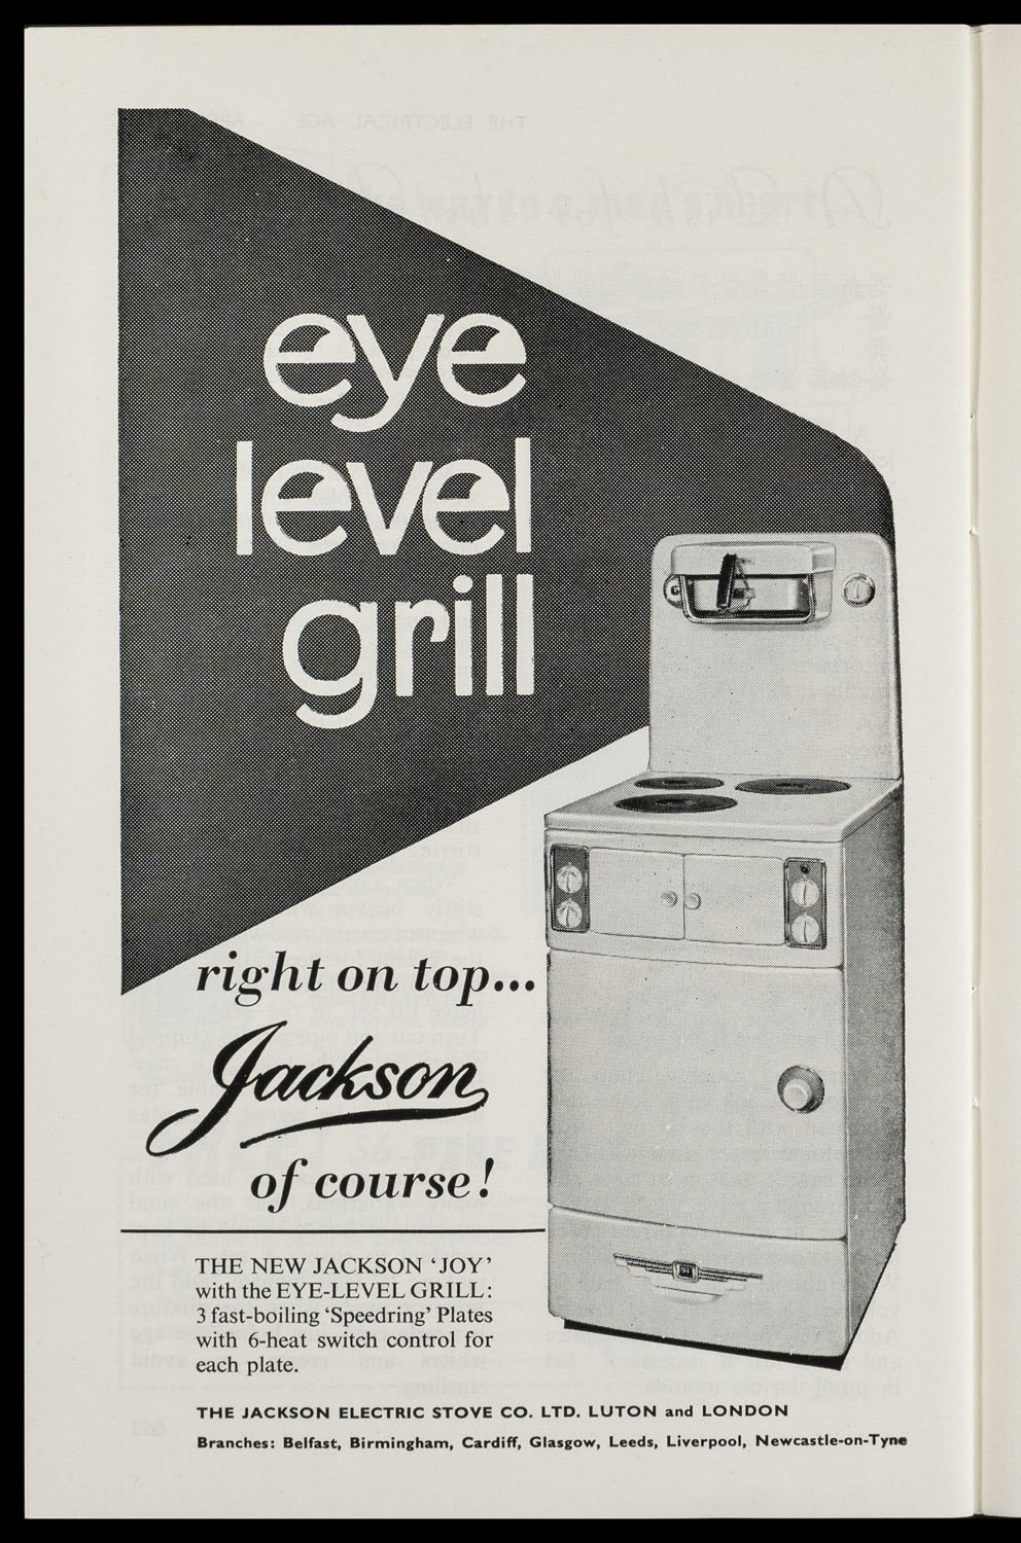 eye
level
grill
right on top...
Jackson
of course!
THE NEW JACKSON ‘JOY’
with the EYE-LEVEL GRILL:
3 fast-boiling ‘Speedring’ Plates
with 6-heat switch control for
each plate.
THE JACKSON ELECTRIC STOVE CO. LTD. LUTON and LONDON
Branches: Belfast, Birmingham, Cardiff, Glasgow, Leeds, Liverpool, Newcastle-on-Tyne